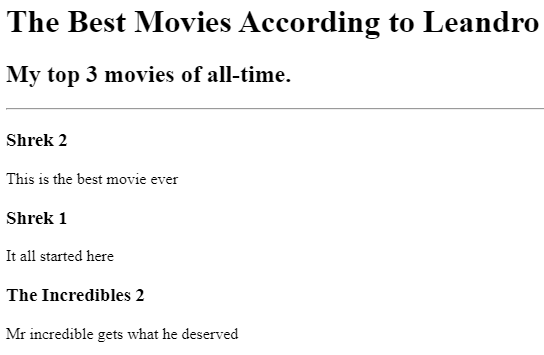 The Best Movies According to Leandro
My top 3 movies of all-time.
Shrek 2
This is the best movie ever
Shrek 1
It all started here
The Incredibles 2
Mr incredible gets what he deserved